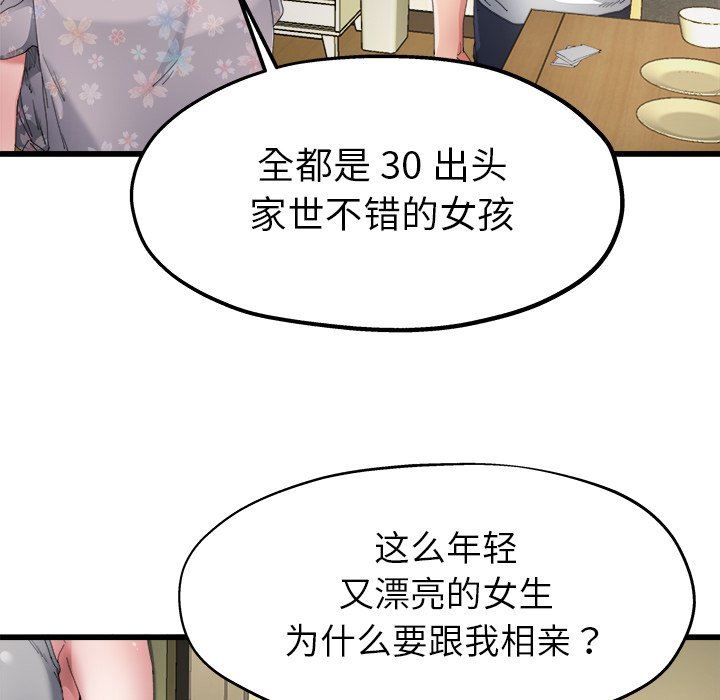 全都是 30 出头
家世不错的女孩
这么年轻
又漂亮的女生
为什么要跟我相亲？